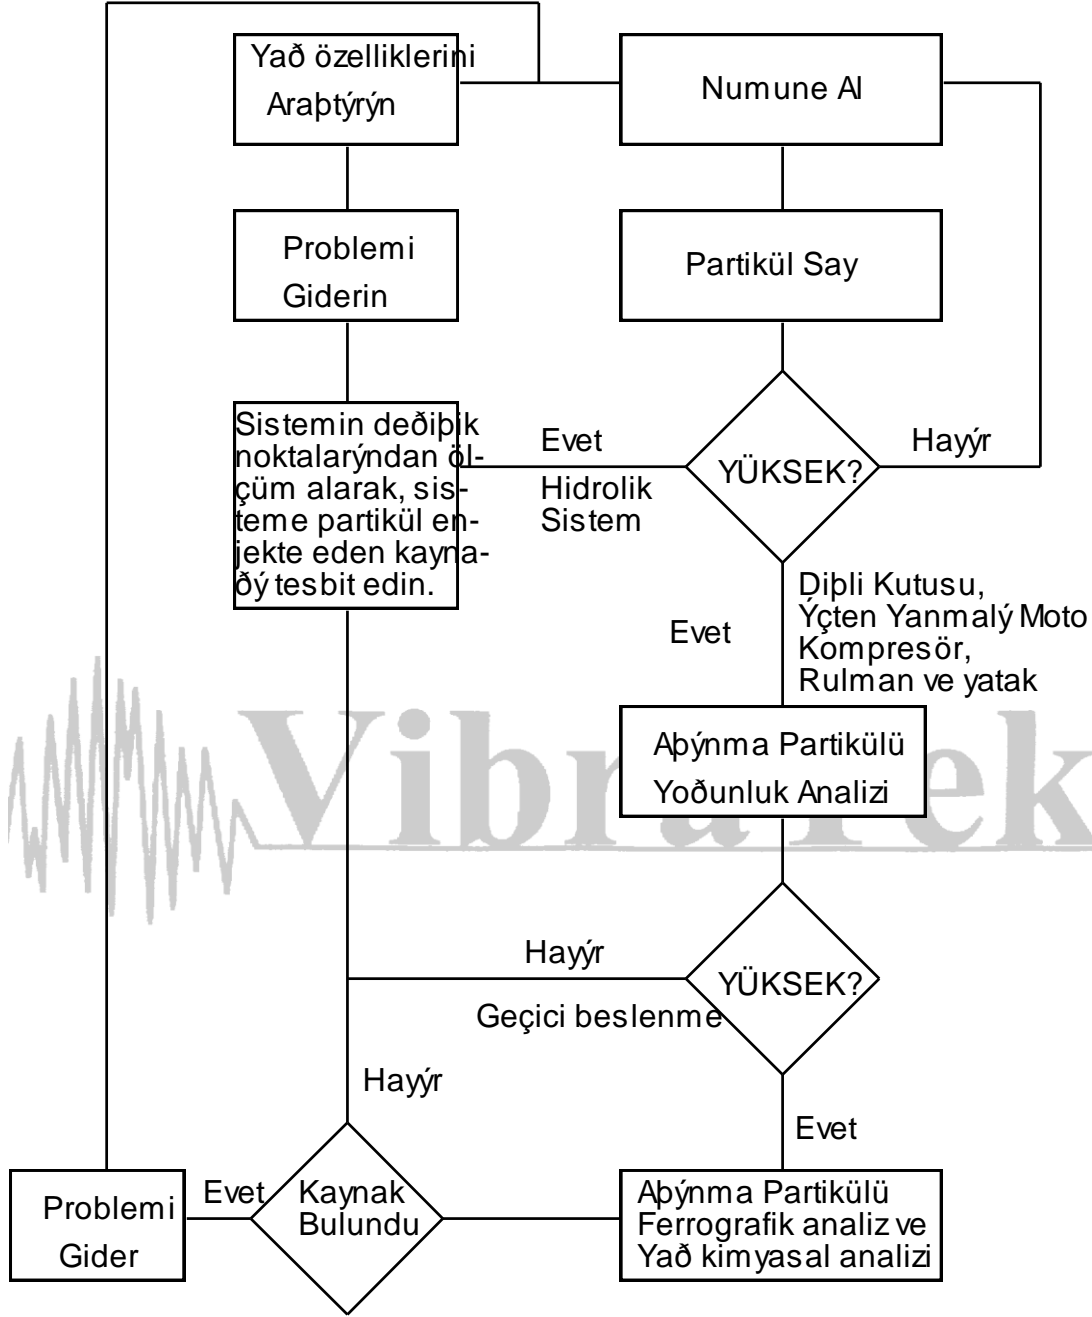 Yað özelliklerini
Araþtýrýn
Numune Al
Problemi
Giderin
Partikül Say
Sistemin deðiþik
noktalarýndan öl-
çüm alarak, sis-
teme partikül en-
jekte eden kayna-
ðý tesbit edin.
Evet
Hidrolik
Sistem
YÜKSEK?
Hayýr
Evet
Diþli Kutusu,
Ýçten Yanmalý Moto
Kompresör,
Rulman ve yatak
Aþýnma Partikülü
Yoðunluk Analizi
VibraTek
Hayýr
Geçici beslenme
YÜKSEK?
Hayýr
Evet
Problemi
Gider
Evet
Kaynak
Bulundu
Aþýnma Partikülü
Ferrografik analiz ve
Yað kimyasal analizi